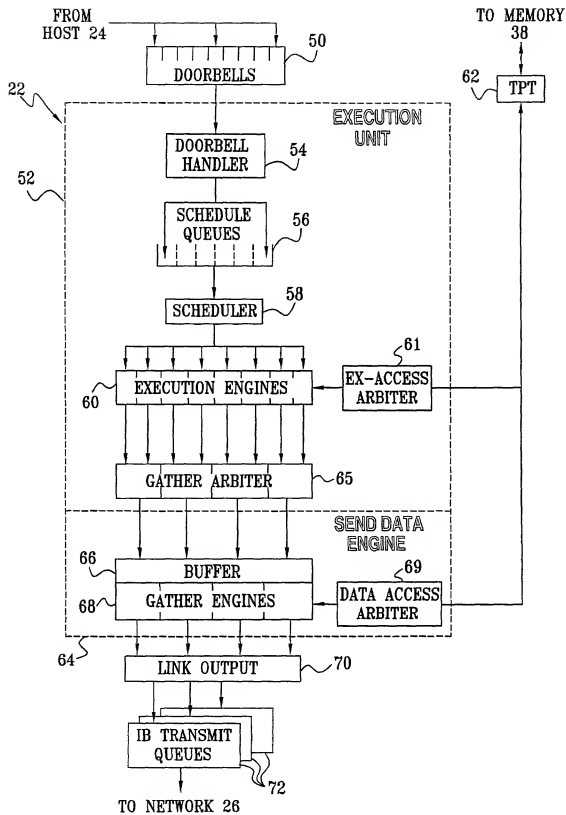 FROM
HOST 24
TO MEMORY
38
50
DOORBELLS
62
TPT
22
EXECUTION
UNIT
DOORBELL
HANDLER
54
52
SCHEDULE
QUEUES
56
SCHEDULER
58
61
60
EXECUTION ENGINES
EX-ACCESS
ARBITER
GATHER ARBITER
65
SEND DATA
ENGINE
66
BUFFER
69
68
GATHER ENGINES
DATA ACCESS
ARBITER
64
LINK OUTPUT
70
IB TRANSMIT
QUEUES
72
TO NETWORK 26